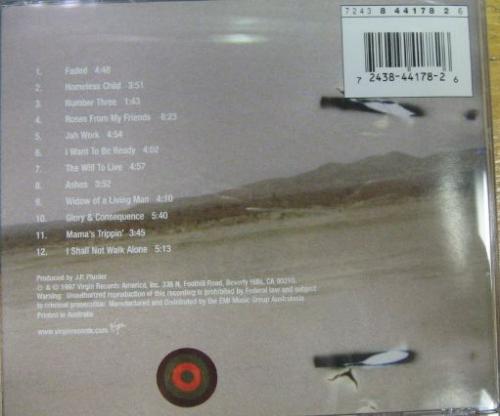 7243 8 44178 2 6
7 2438-44178-2 6
1. Faded 4:48
2. Homeless Child 3:51
3. Number Three 1:43
4. Roses From My Friends 6:23
5. Jah Work 4:54
6. I Want To Be Ready 4:02
7. The Will To Live 4:57
8. Ashes 3:52
9. Widow of a Living Man 4:10
10. Glory & Consequence 5:40
11. Mama's Trippin' 3:45
12. I Shall Not Walk Alone 5:13
Produced by J.P. Plunier
℗ & © 1997 Virgin Records America, Inc. 338 N. Foothill Road, Beverly Hills, CA 90210.
Warning: Unauthorized reproduction of this recording is prohibited by Federal law and subject
to criminal prosecution. Manufactured and Distributed by the EMI Music Group Australasia.
Printed in Australia
www.virginrecords.com Virgin